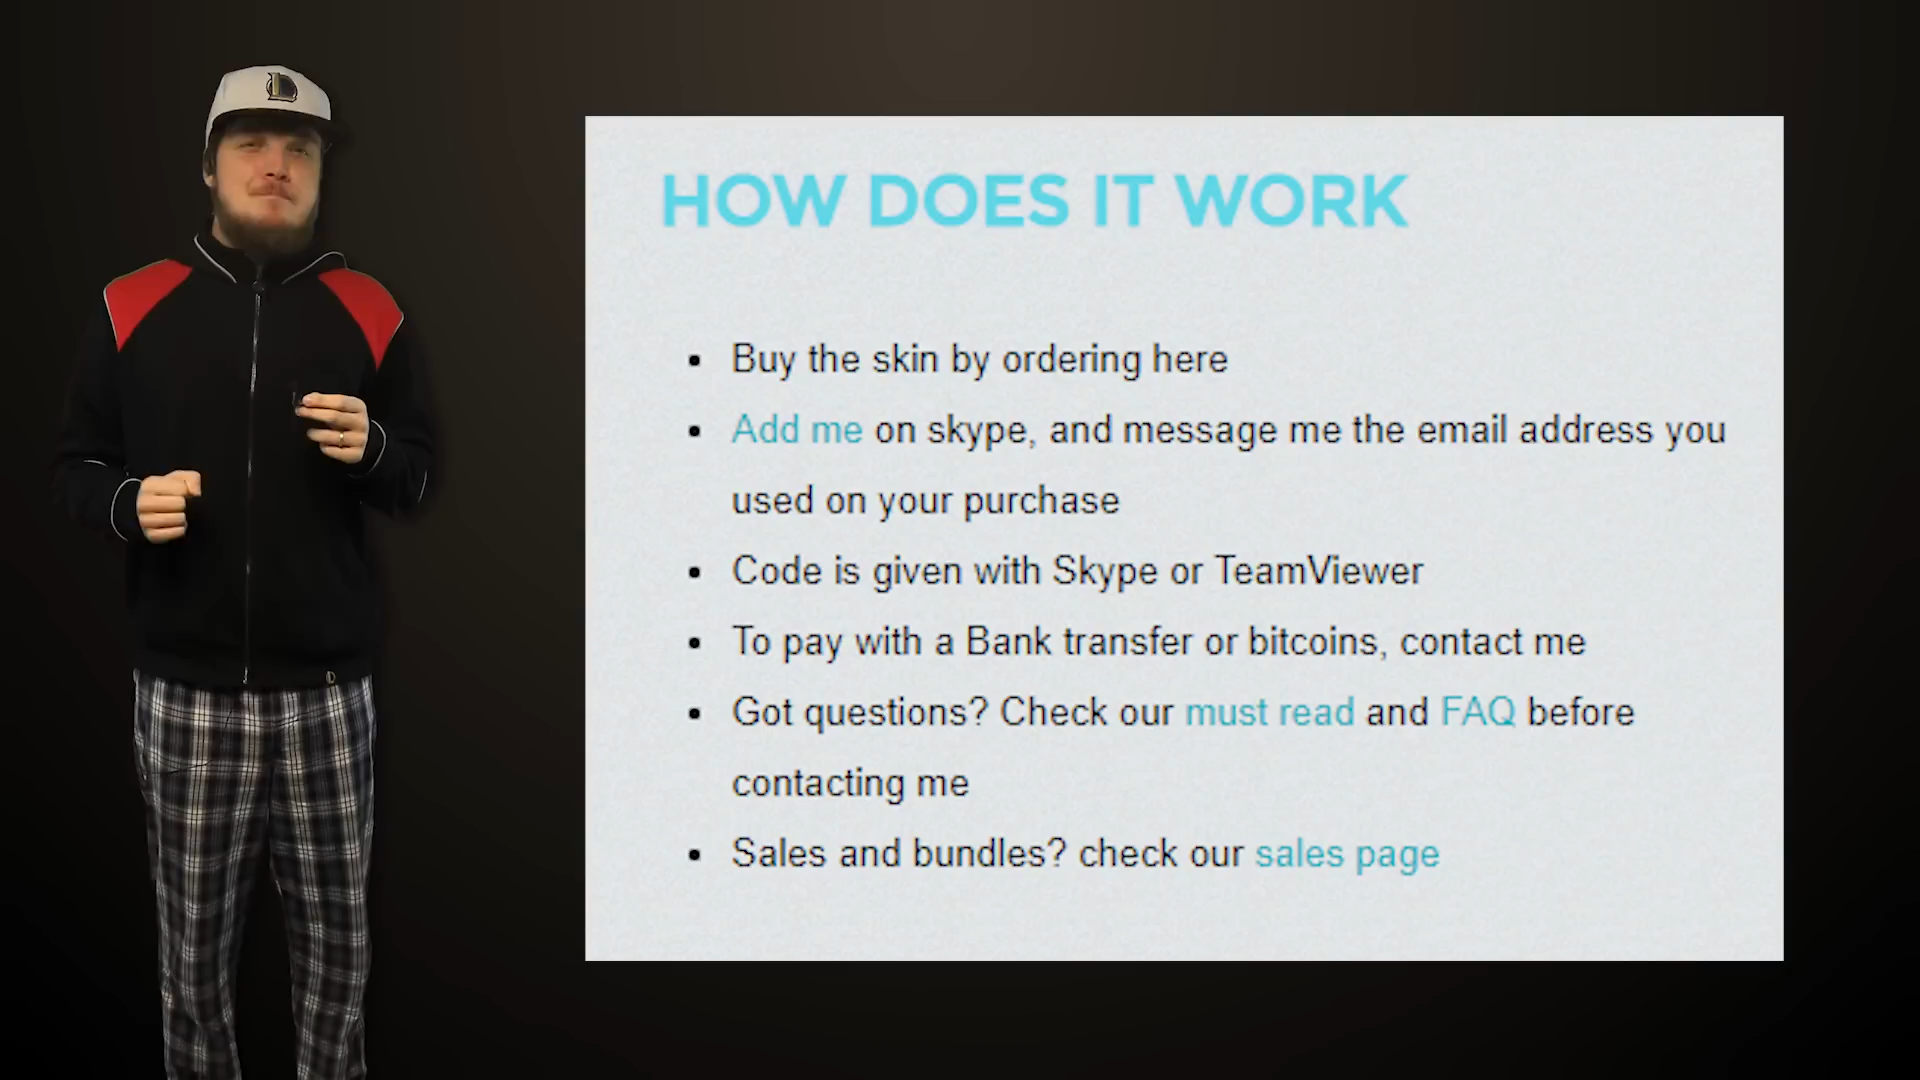 HOW DOES IT WORK
Buy the skin by ordering here
Add me on skype, and message me the email address you
used on your purchase
Code is given with Skype or TeamViewer
To pay with a Bank transfer or bitcoins, contact me
Got questions? Check our must read and FAQ before
contacting me
Sales and bundles? check our sales page